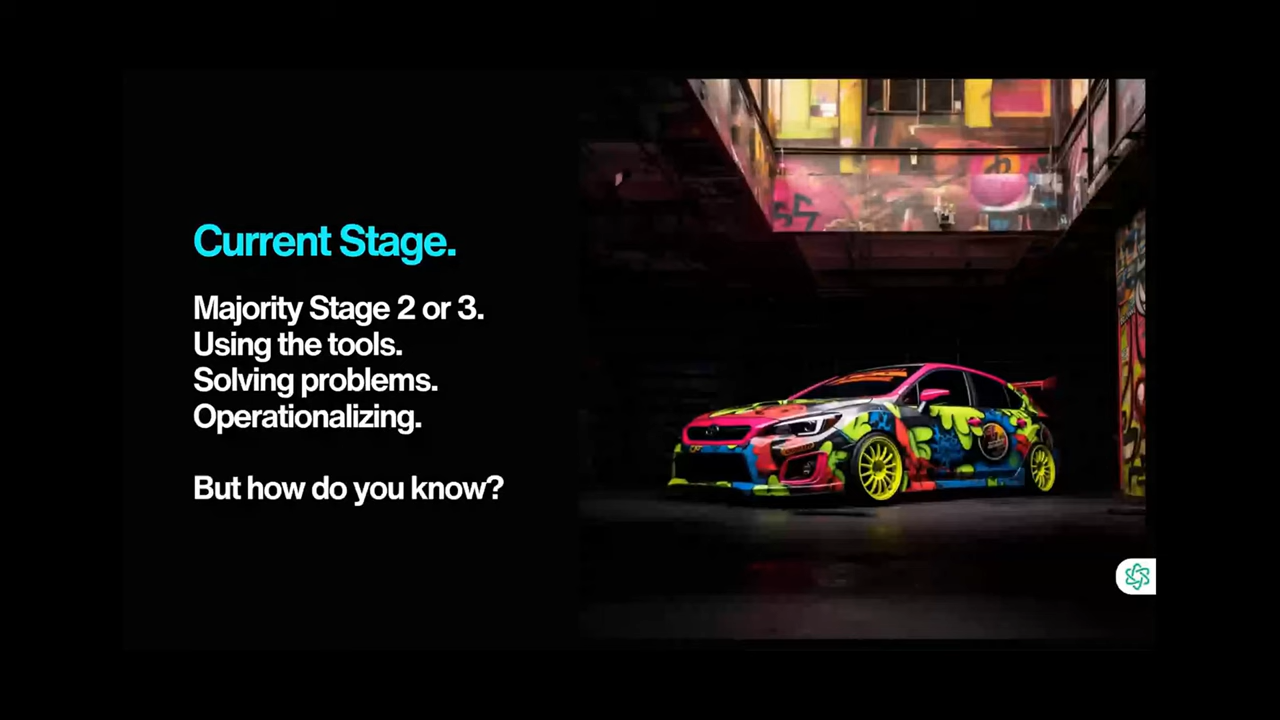 Current Stage.
Majority Stage 2 or 3.
Using the tools.
Solving problems.
Operationalizing.
But how do you know?